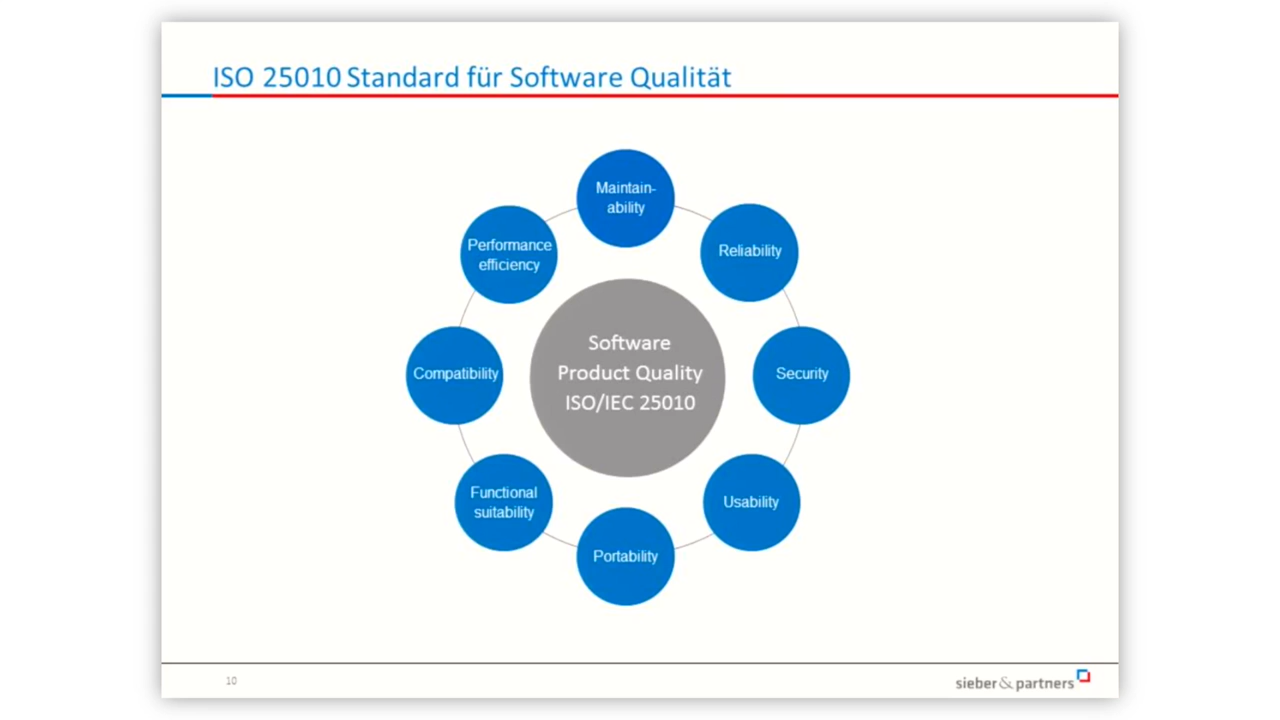 ISO 25010 Standard für Software Qualität
Maintain-
ability
Performance
efficiency
Reliability
Software
Product Quality
ISO/IEC 25010
Compatibility
Security
Functional
suitability
Usability
Portability
10
sieber&partners